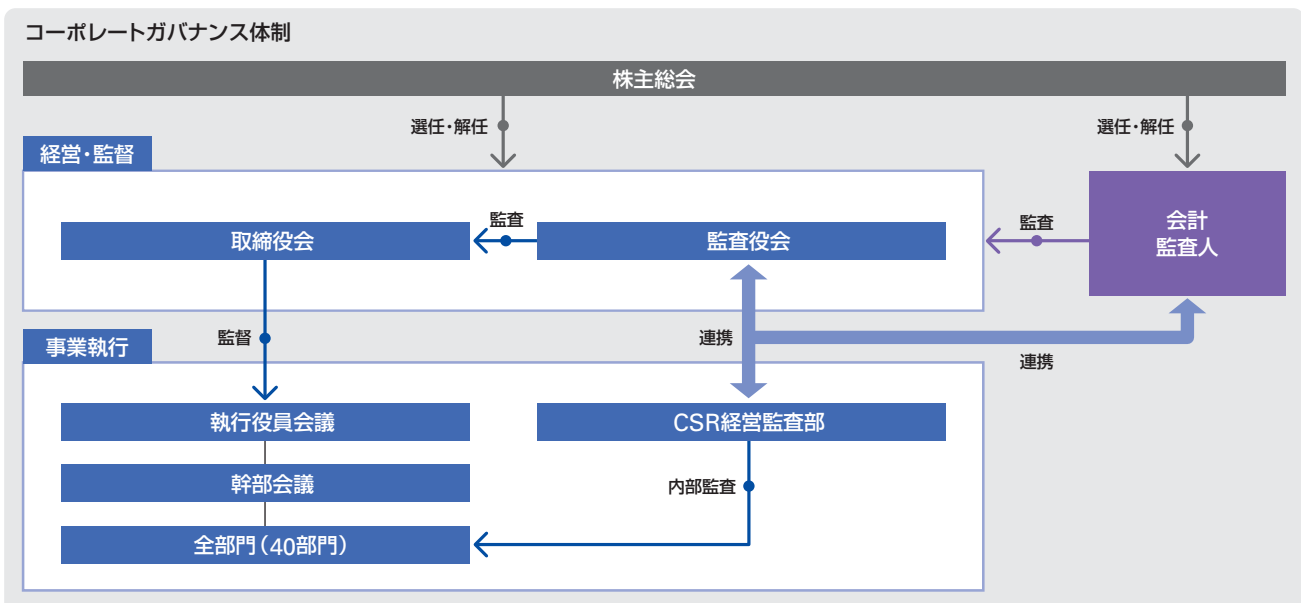 コーポレートガバナンス体制
株主総会
選任・解任
選任・解任
経営・監督
取締役会
監査
監査役会
監査
会計
監査人
監督
連携
連携
事業執行
執行役員会議
CSR経営監査部
幹部会議
内部監査
全部門（40部門）